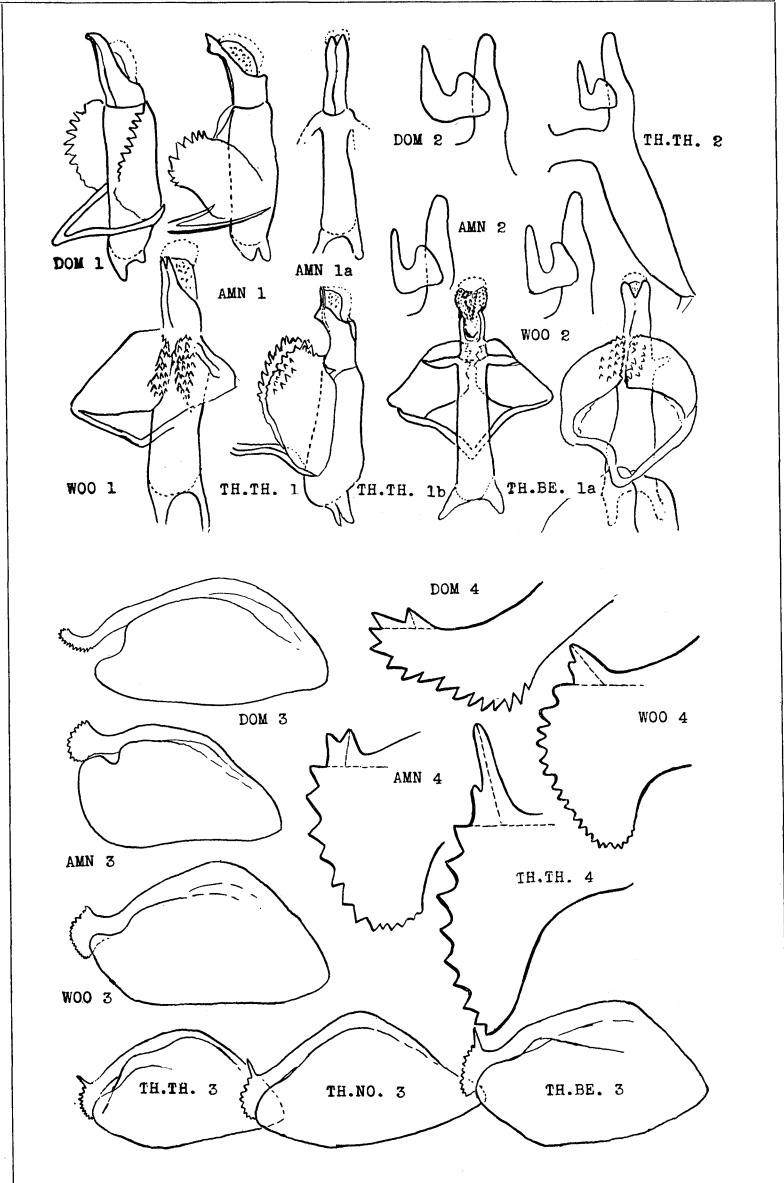 DOM 2
TH.TH. 2
AMN 2
DOM 1
AMN 1a
AMN 1
WOO 2
WOO 1
TH.TH. 1
TH.TH. 1b
TH.BE. 1a
DOM 4
DOM 3
WOO 4
AMN 4
AMN 3
TH.TH. 4
WOO 3
TH.TH. 3
TH.NO. 3
TH.BE. 3